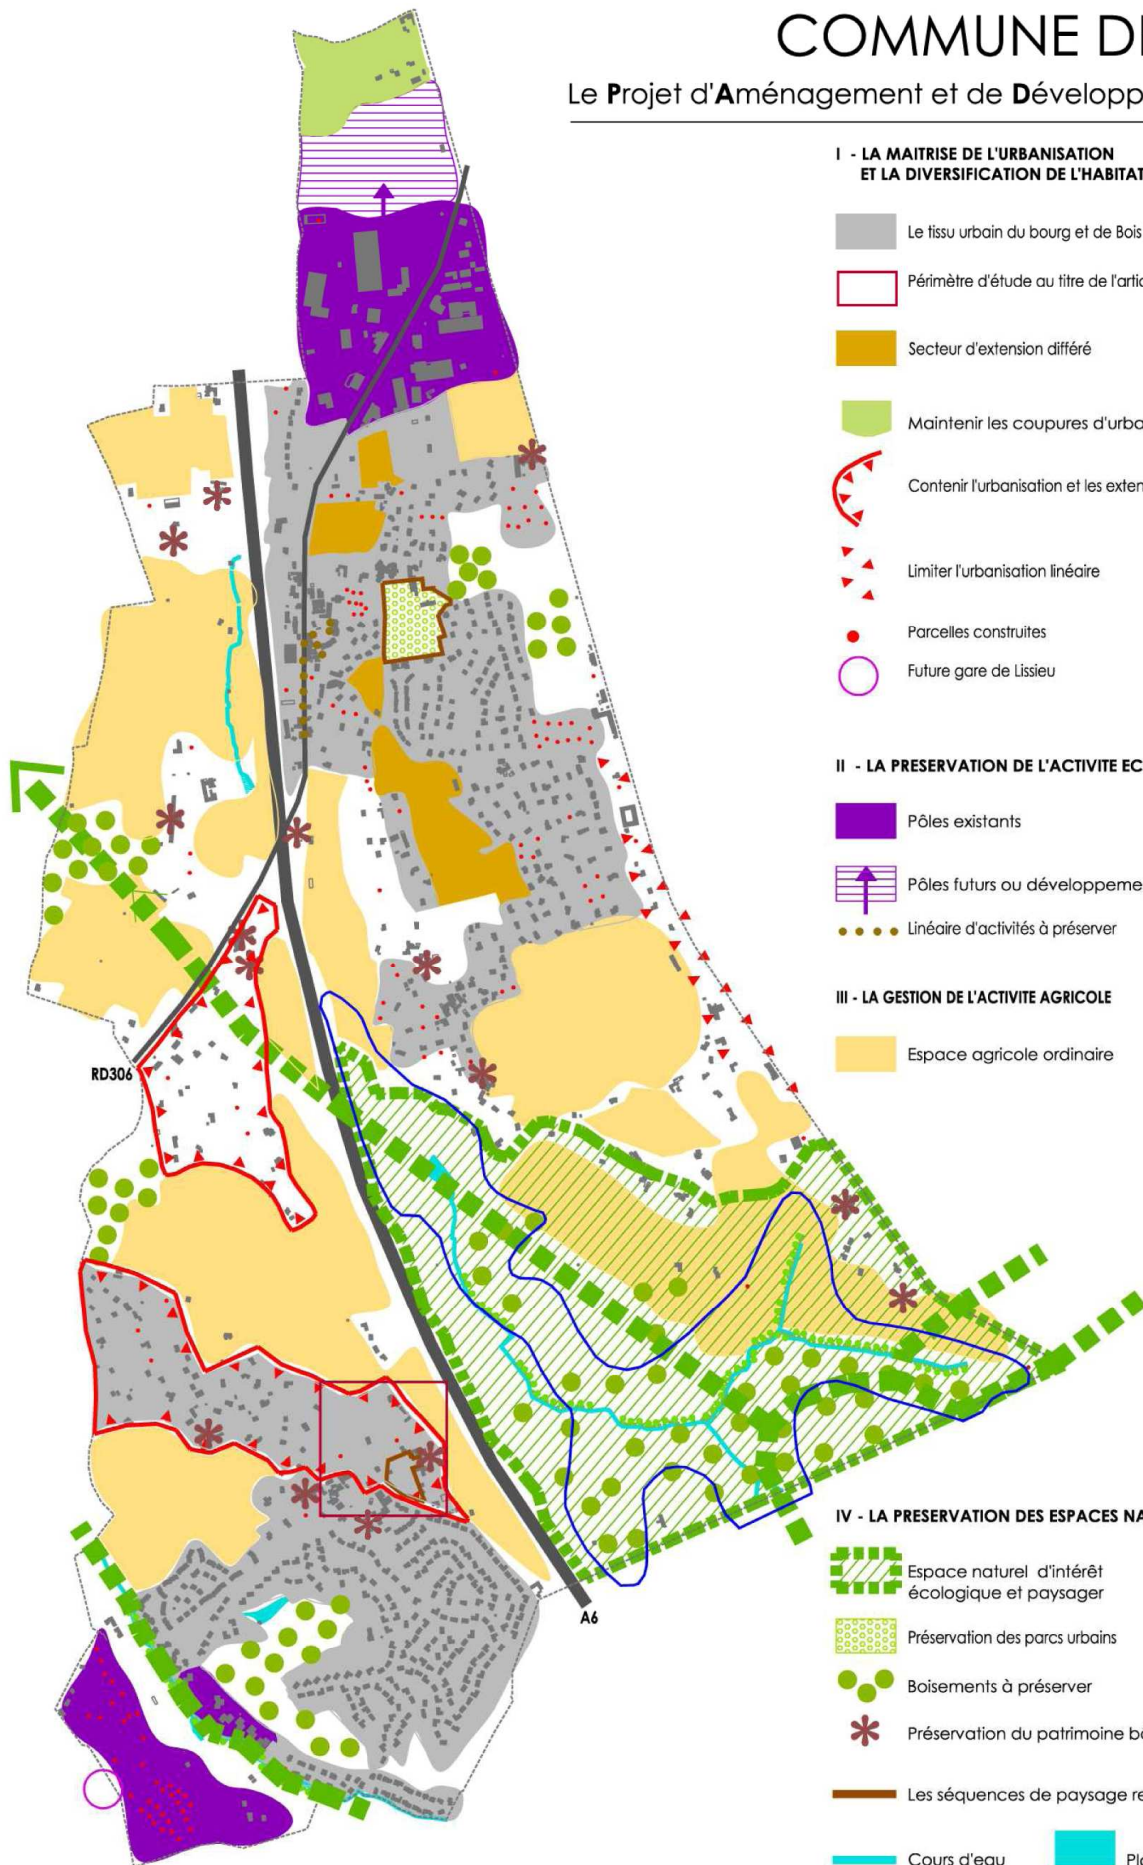 COMMUNE DE
Le Projet d'Aménagement et de Développ
I - LA MAITRISE DE L'URBANISATION
ET LA DIVERSIFICATION DE L'HABITAT
Le tissu urbain du bourg et de Bois
Périmètre d'étude au titre de l'artic
Secteur d'extension différé
Maintenir les coupures d'urba
Contenir l'urbanisation et les exten
Limiter l'urbanisation linéaire
Parcelles construites
Future gare de Lissieu
II - LA PRESERVATION DE L'ACTIVITE EC
Pôles existants
Pôles futurs ou développeme
Linéaire d'activités à préserver
III - LA GESTION DE L'ACTIVITE AGRICOLE
Espace agricole ordinaire
RD306
A6
IV - LA PRESERVATION DES ESPACES NA
Espace naturel d'intérêt
écologique et paysager
Préservation des parcs urbains
Boisements à préserver
Préservation du patrimoine bâ
Les séquences de paysage re
Cours d'eau
Pla